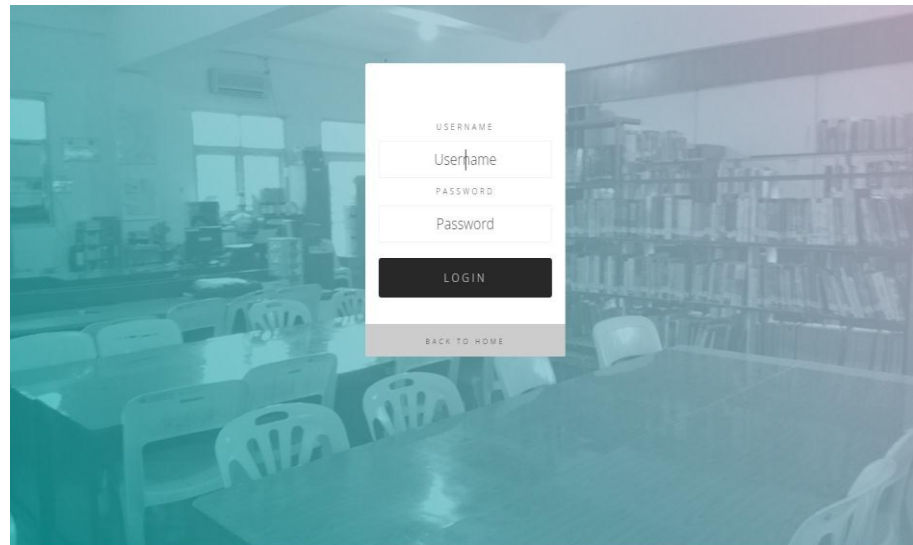 USERNAME
Username
PASSWORD
Password
LOGIN
BACK TO HOME